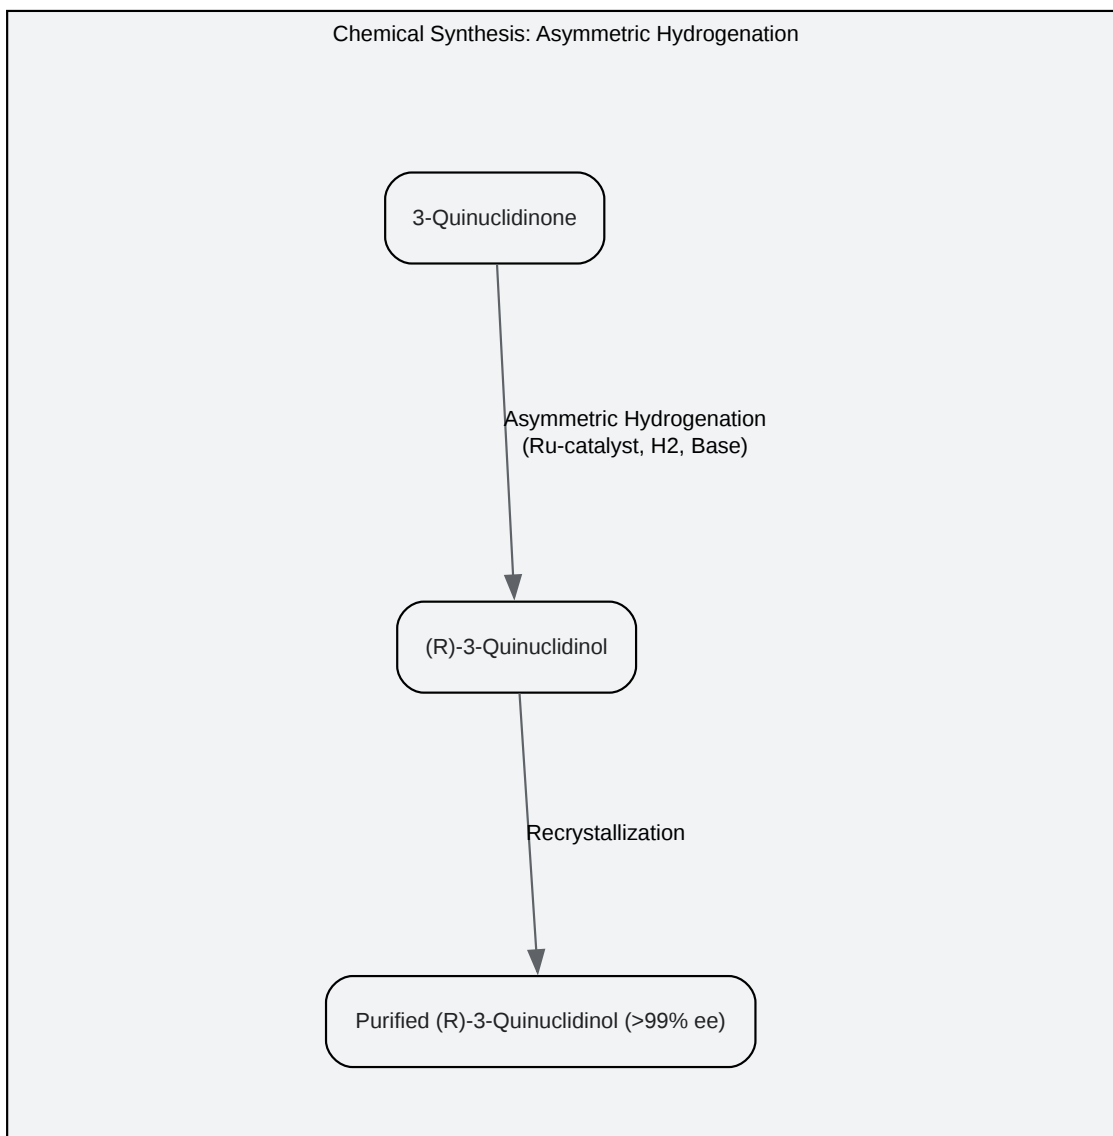 Chemical Synthesis: Asymmetric Hydrogenation
3-Quinuclidinone
Asymmetric Hydrogenation
(Ru-catalyst, H2, Base)
(R)-3-Quinuclidinol
Recrystallization
Purified (R)-3-Quinuclidinol (>99% ee)